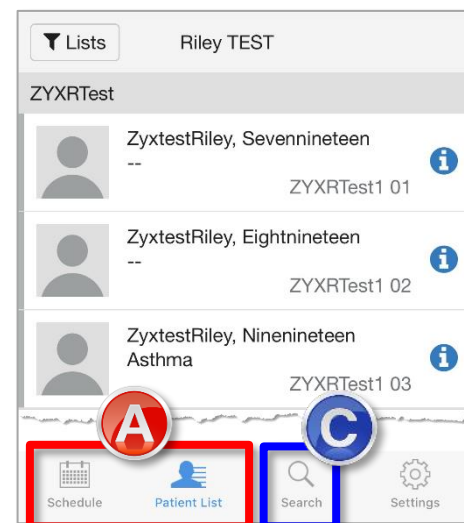 Lists Riley TEST
ZYXRTest
ZyxtestRiley, Sevennineteen
--
ZYXRTest1 01
ZyxtestRiley, Eightnineteen
--
ZYXRTest1 02
ZyxtestRiley, Ninenineteen
Asthma
ZYXRTest1 03
A C
Schedule Patient List Search Settings